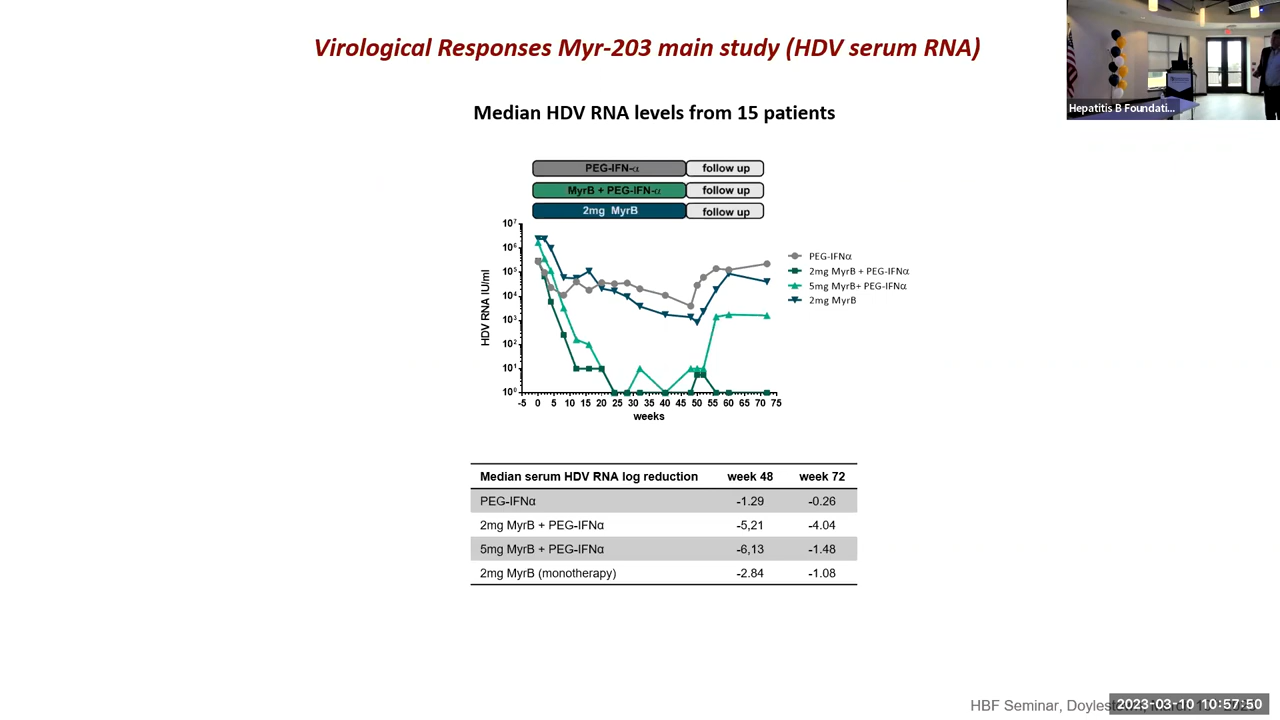 Virological Responses Myr-203 main study (HDV serum RNA)
Hepatitis B Foundati...
Median HDV RNA levels from 15 patients
PEG-IFN-α follow up
MyrB + PEG-IFN-α follow up
2mg MyrB follow up
HDV RNA IU/ml
10⁷
10⁶
10⁵
10⁴
10³
10²
10¹
10⁰
-5 0 5 10 15 20 25 30 35 40 45 50 55 60 65 70 75
weeks
PEG-IFNα
2mg MyrB + PEG-IFNα
5mg MyrB+ PEG-IFNα
2mg MyrB
Median serum HDV RNA log reduction week 48 week 72
PEG-IFNα -1.29 -0.26
2mg MyrB + PEG-IFNα -5,21 -4.04
5mg MyrB + PEG-IFNα -6,13 -1.48
2mg MyrB (monotherapy) -2.84 -1.08
HBF Seminar,
2023-03-10 10:57:50